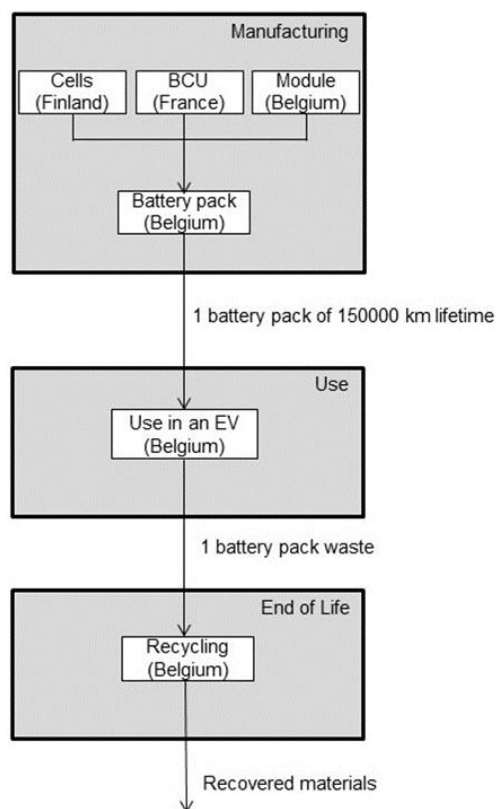 Manufacturing
Cells
(Finland)
BCU
(France)
Module
(Belgium)
Battery pack
(Belgium)
1 battery pack of 150000 km lifetime
Use
Use in an EV
(Belgium)
1 battery pack waste
End of Life
Recycling
(Belgium)
Recovered materials